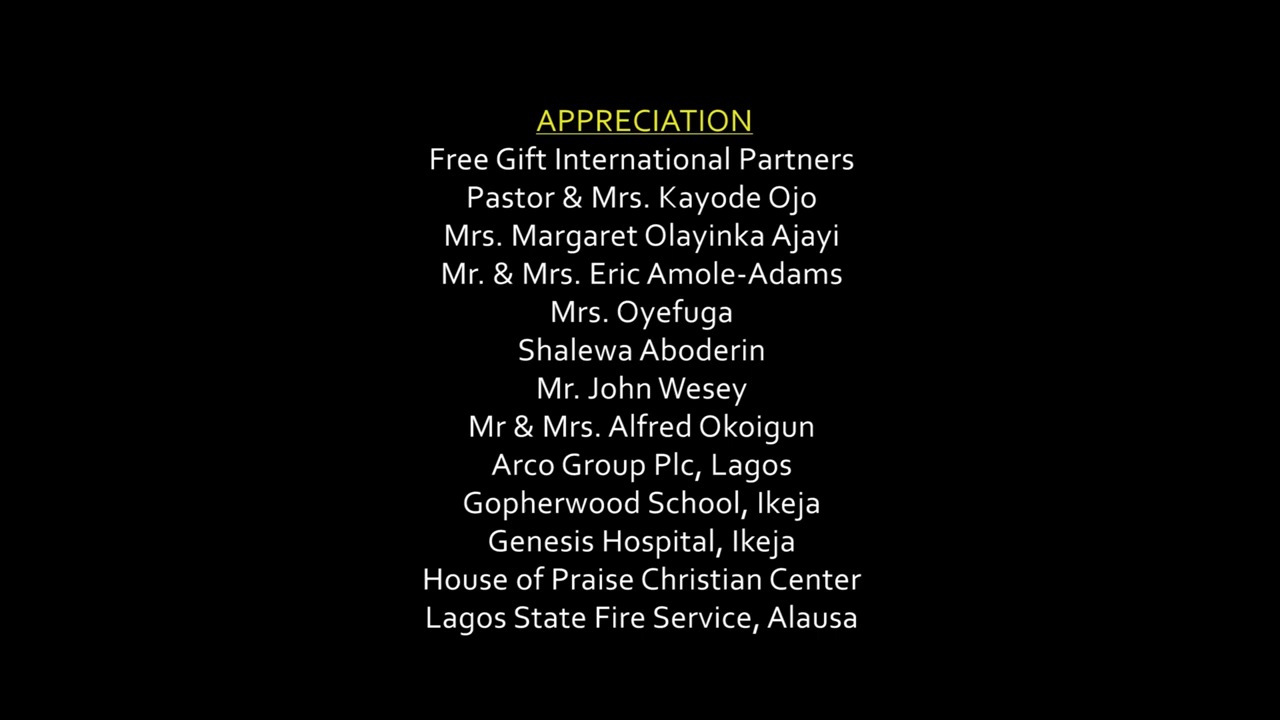 APPRECIATION
Free Gift International Partners
Pastor & Mrs. Kayode Ojo
Mrs. Margaret Olayinka Ajayi
Mr. & Mrs. Eric Amole-Adams
Mrs. Oyefuga
Shalewa Aboderin
Mr. John Wesey
Mr & Mrs. Alfred Okoigun
Arco Group Plc, Lagos
Gopherwood School, Ikeja
Genesis Hospital, Ikeja
House of Praise Christian Center
Lagos State Fire Service, Alausa